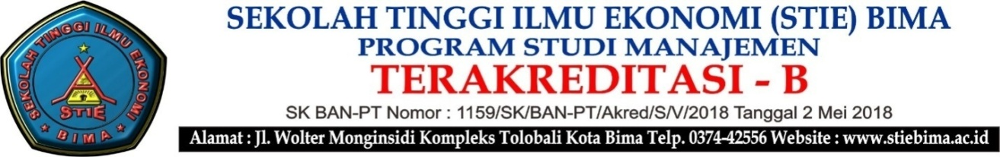 SEKOLAH TINGGI ILMU EKONOMI
STIE
BIMA
SEKOLAH TINGGI ILMU EKONOMI (STIE) BIMA
PROGRAM STUDI MANAJEMEN
TERAKREDITASI - B
SK BAN-PT Nomor : 1159/SK/BAN-PT/Akred/S/V/2018 Tanggal 2 Mei 2018
Alamat : Jl. Wolter Monginsidi Kompleks Tolobali Kota Bima Telp. 0374-42556 Website : www.stiebima.ac.id